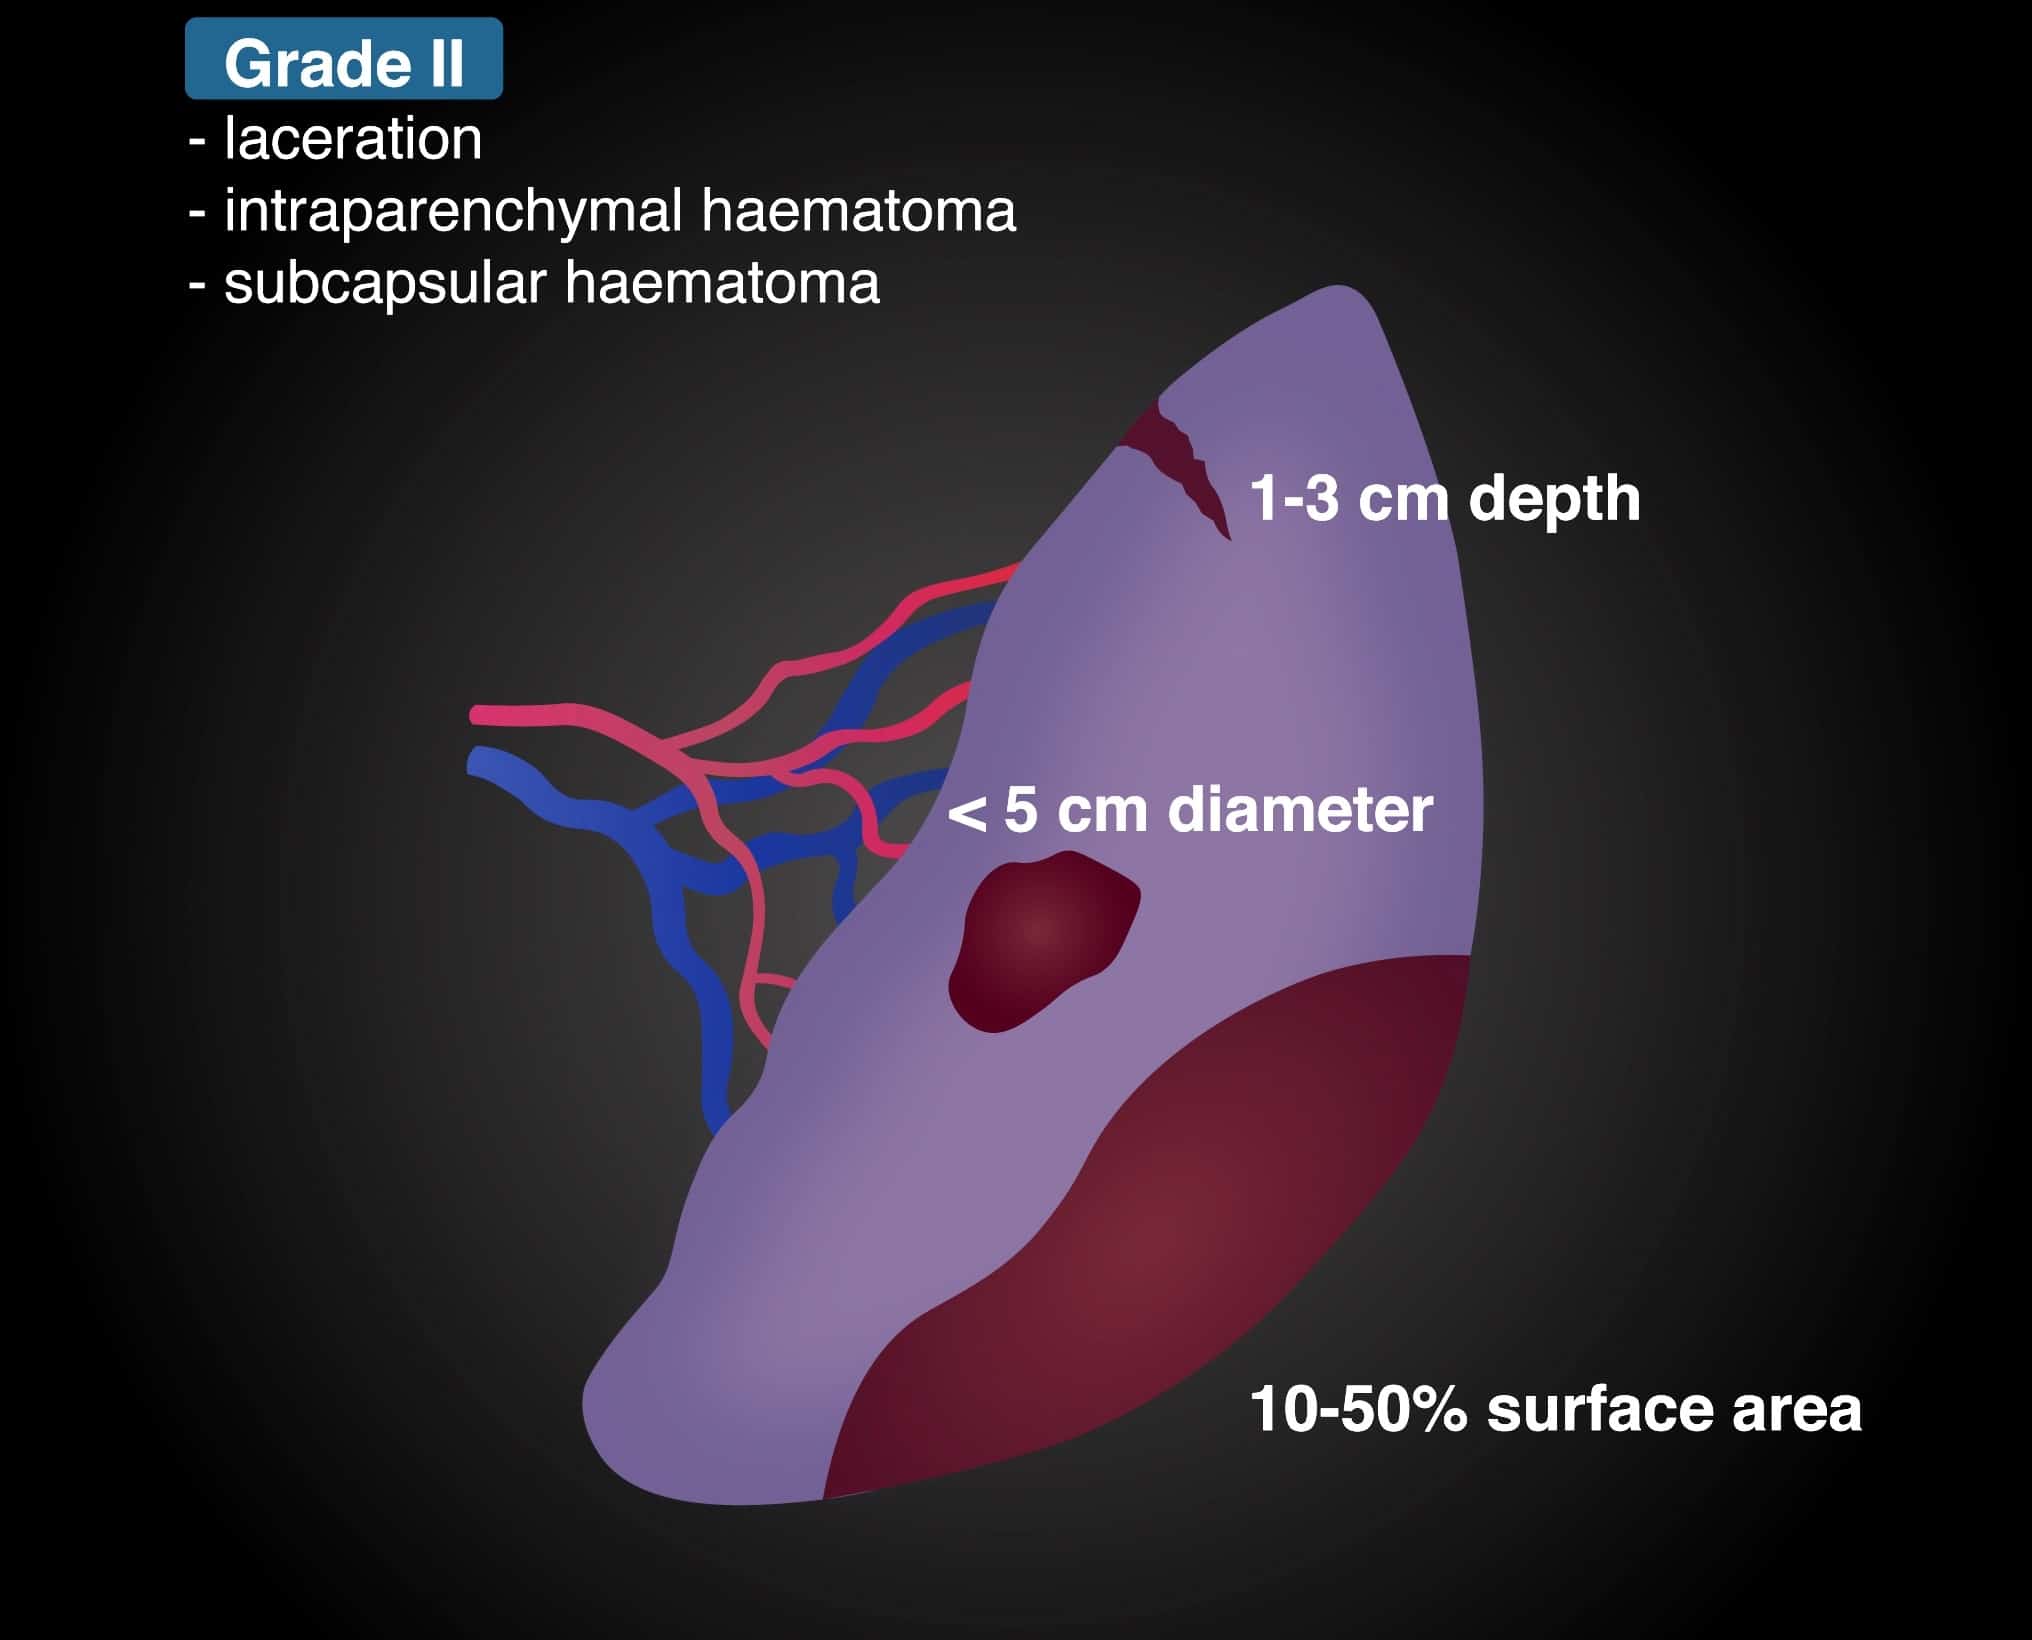 Grade II
- laceration
- intraparenchymal haematoma
- subcapsular haematoma
1-3 cm depth
< 5 cm diameter
10-50% surface area